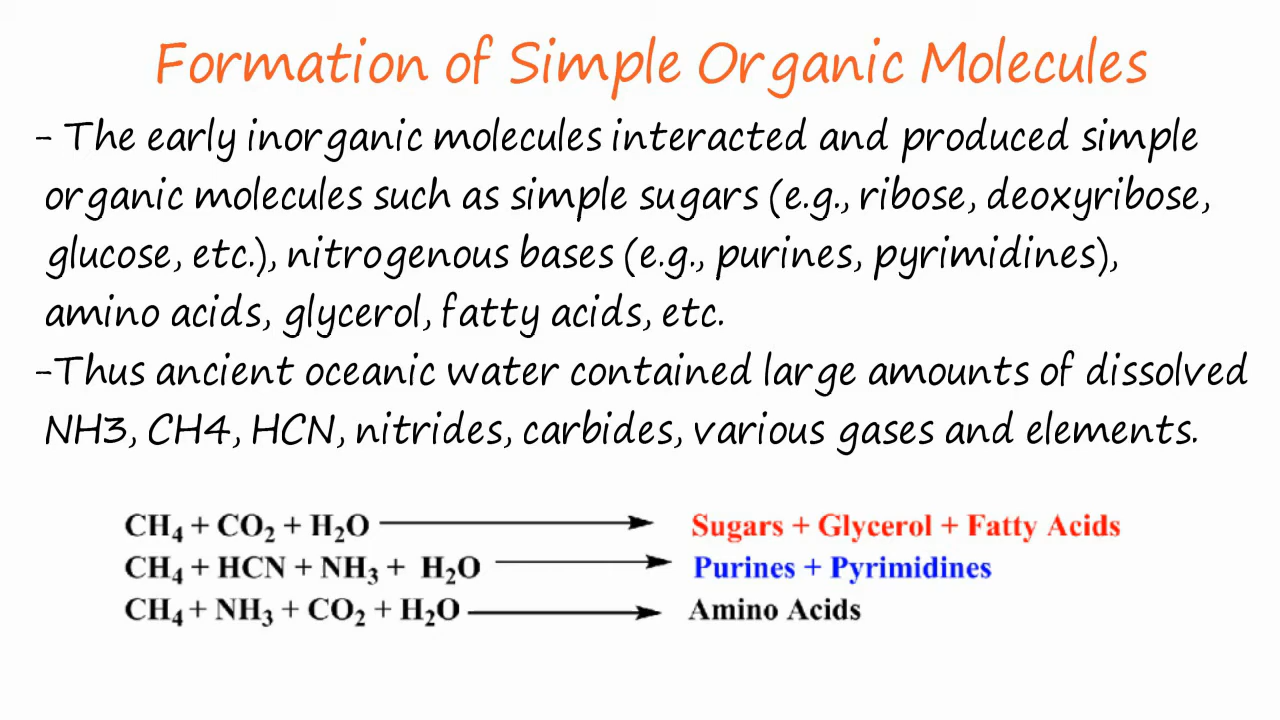 Formation of Simple Organic Molecules
- The early inorganic molecules interacted and produced simple
organic molecules such as simple sugars (e.g., ribose, deoxyribose,
glucose, etc.), nitrogenous bases (e.g., purines, pyrimidines),
amino acids, glycerol, fatty acids, etc.
-Thus ancient oceanic water contained large amounts of dissolved
NH3, CH4, HCN, nitrides, carbides, various gases and elements.
CH₄ + CO₂ + H₂O ⟶ Sugars + Glycerol + Fatty Acids
CH₄ + HCN + NH₃ + H₂O ⟶ Purines + Pyrimidines
CH₄ + NH₃ + CO₂ + H₂O ⟶ Amino Acids